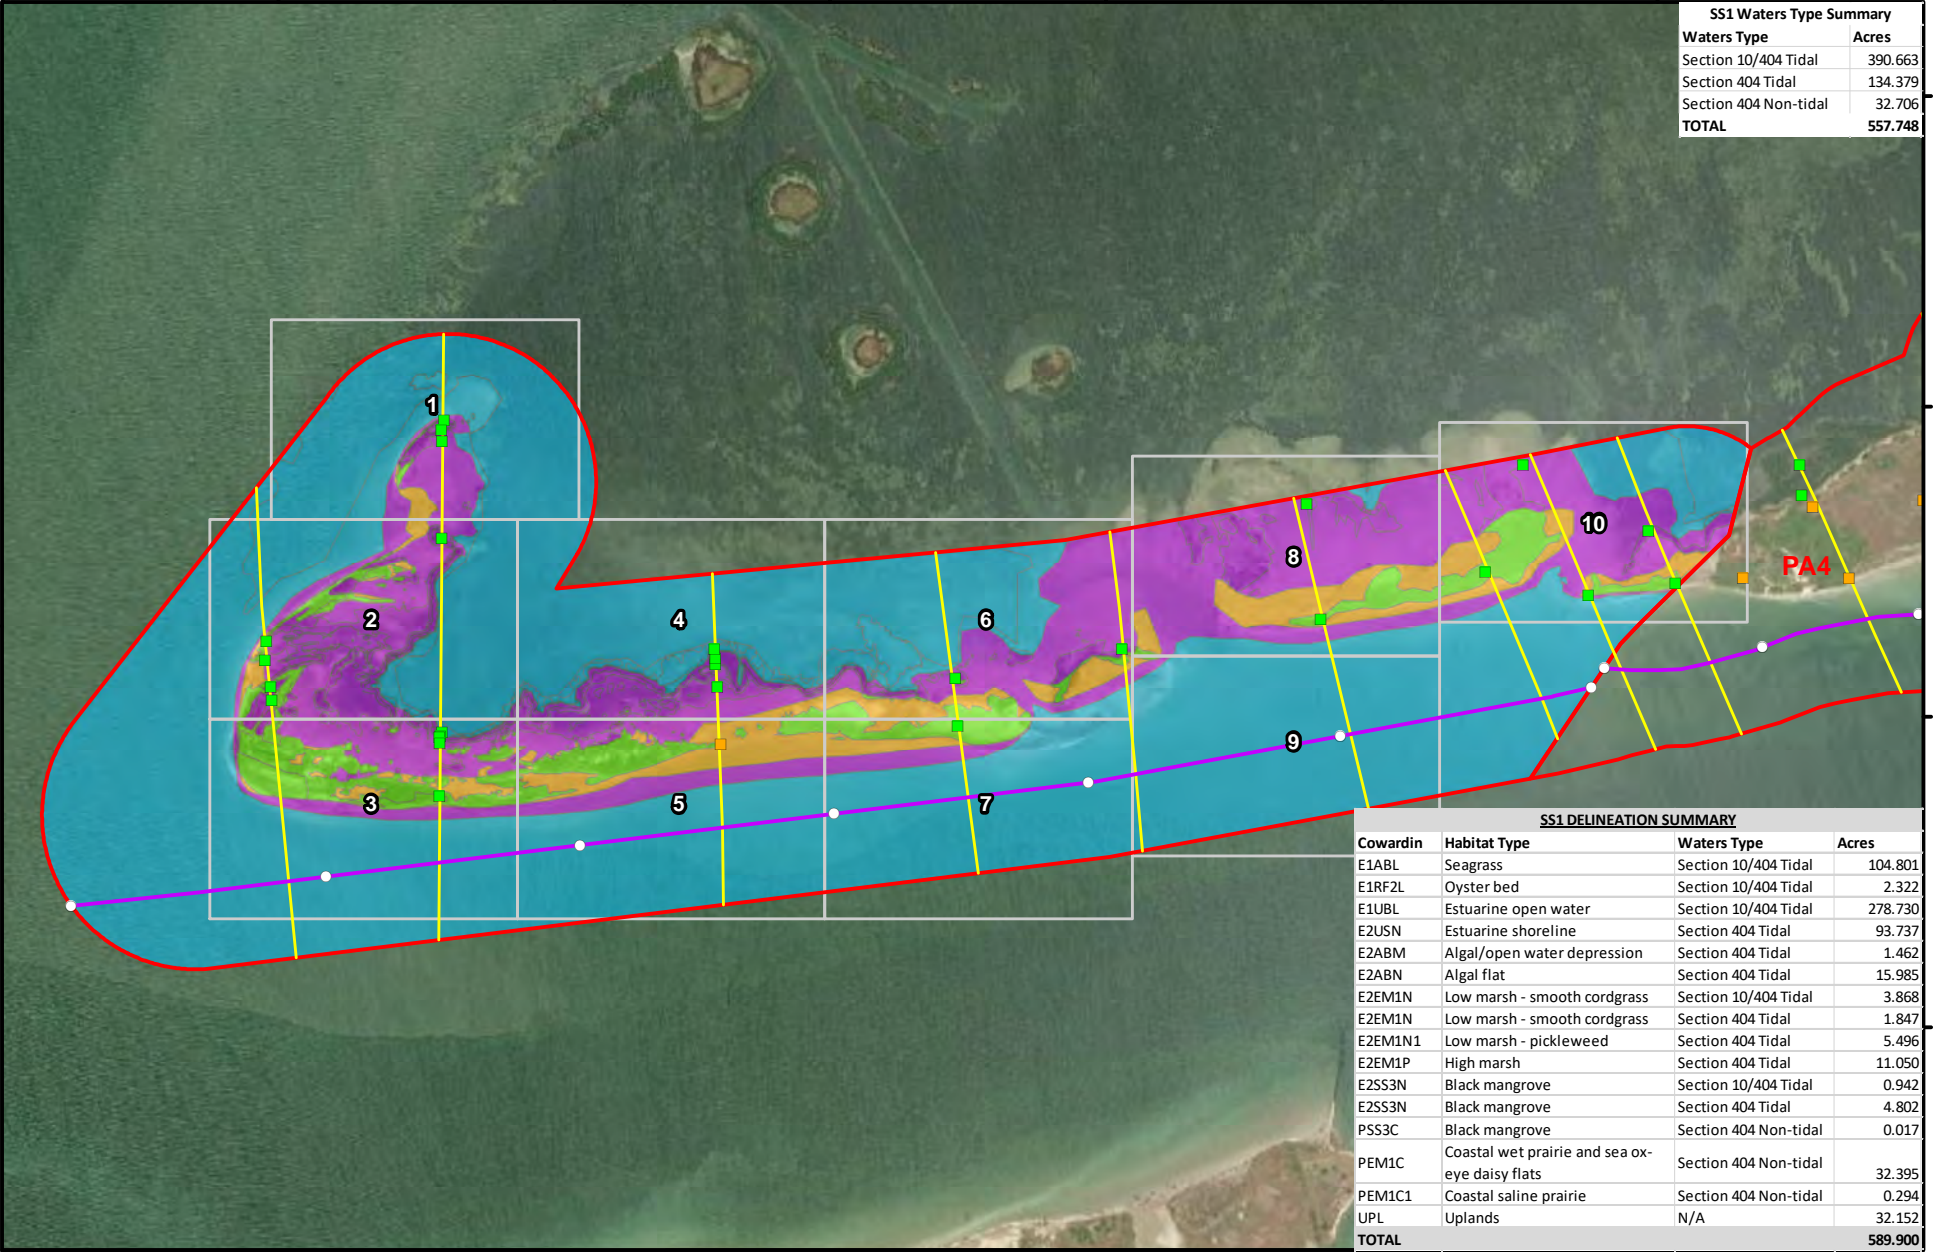 SS1 Waters Type Summary
Waters Type Acres
Section 10/404 Tidal 390.663
Section 404 Tidal 134.379
Section 404 Non-tidal 32.706
TOTAL 557.748
1
10
8
2
4
6
PA4
9
3
5
7
SS1 DELINEATION SUMMARY
Cowardin Habitat Type Waters Type Acres
E1ABL Seagrass Section 10/404 Tidal 104.801
E1RF2L Oyster bed Section 10/404 Tidal 2.322
E1UBL Estuarine open water Section 10/404 Tidal 278.730
E2USN Estuarine shoreline Section 404 Tidal 93.737
E2ABM Algal/open water depression Section 404 Tidal 1.462
E2ABN Algal flat Section 404 Tidal 15.985
E2EM1N Low marsh - smooth cordgrass Section 10/404 Tidal 3.868
E2EM1N Low marsh - smooth cordgrass Section 404 Tidal 1.847
E2EM1N1 Low marsh - pickleweed Section 404 Tidal 5.496
E2EM1P High marsh Section 404 Tidal 11.050
E2SS3N Black mangrove Section 10/404 Tidal 0.942
E2SS3N Black mangrove Section 404 Tidal 4.802
PSS3C Black mangrove Section 404 Non-tidal 0.017
PEM1C Coastal wet prairie and sea ox-
eye daisy flats Section 404 Non-tidal 32.395
PEM1C1 Coastal saline prairie Section 404 Non-tidal 0.294
UPL Uplands N/A 32.152
TOTAL 589.900